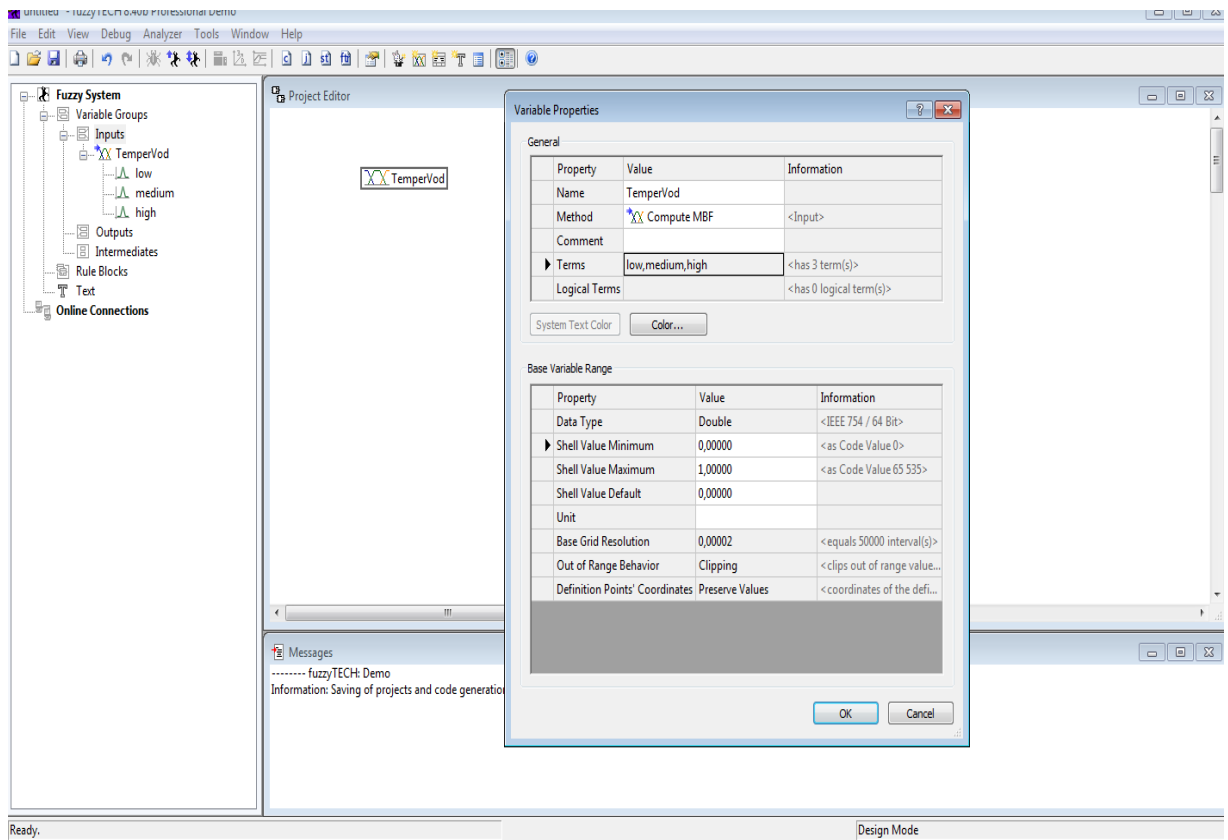 untitled - fuzzyTECH 8.40b Professional Demo
File Edit View Debug Analyzer Tools Window Help
Fuzzy System
Variable Groups
Inputs
TemperVod
low
medium
high
Outputs
Intermediates
Rule Blocks
Text
Online Connections
Project Editor
TemperVod
Variable Properties
General
Property Value Information
Name TemperVod
Method Compute MBF <Input>
Comment
Terms low,medium,high <has 3 term(s)>
Logical Terms <has 0 logical term(s)>
System Text Color Color...
Base Variable Range
Property Value Information
Data Type Double <IEEE 754 / 64 Bit>
Shell Value Minimum 0,00000 <as Code Value 0>
Shell Value Maximum 1,00000 <as Code Value 65 535>
Shell Value Default 0,00000
Unit
Base Grid Resolution 0,00002 <equals 50000 interval(s)>
Out of Range Behavior Clipping <clips out of range value...
Definition Points' Coordinates Preserve Values <coordinates of the defi...
OK Cancel
Messages
-------- fuzzyTECH: Demo
Information: Saving of projects and code generation
Ready. Design Mode